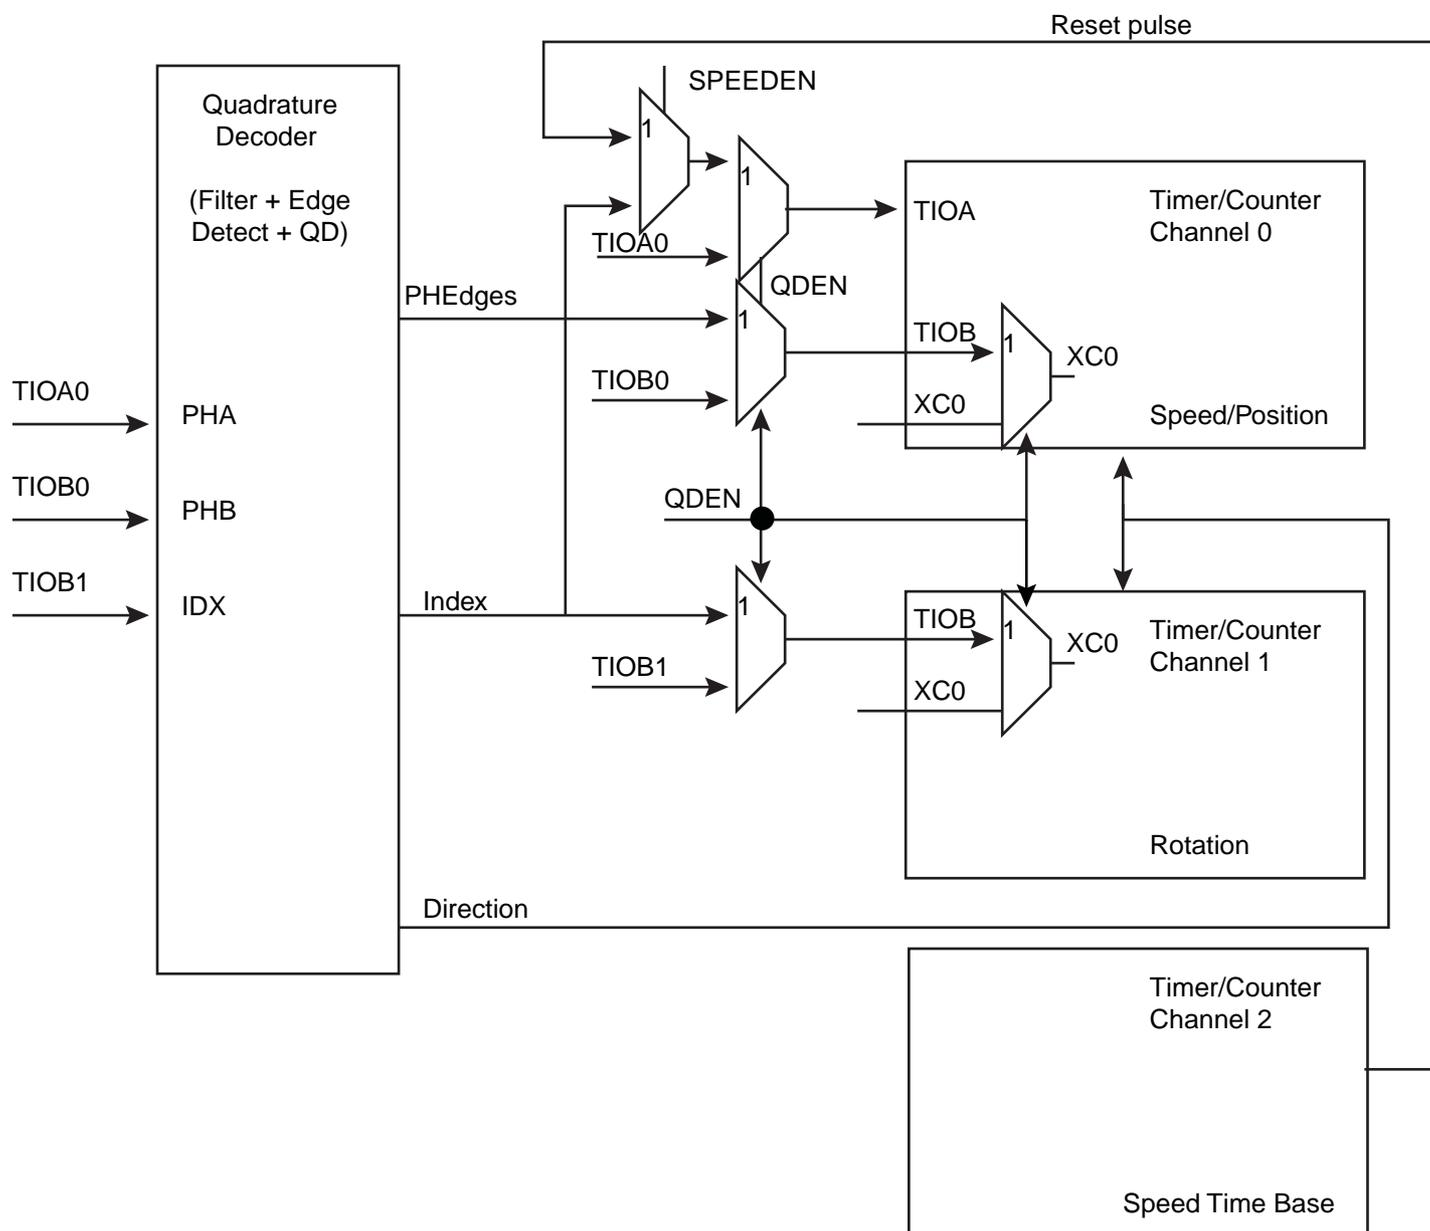 Reset pulse
SPEEDEN
Quadrature
Decoder
(Filter + Edge
Detect + QD)
1
1
TIOA
Timer/Counter
Channel 0
TIOA0
QDEN
PHEdges
1
TIOB
1
XC0
TIOB0
XC0
Speed/Position
TIOA0
PHA
TIOB0
PHB
QDEN
TIOB1
IDX
Index
1
TIOB
1
XC0
Timer/Counter
Channel 1
TIOB1
XC0
Rotation
Direction
Timer/Counter
Channel 2
Speed Time Base